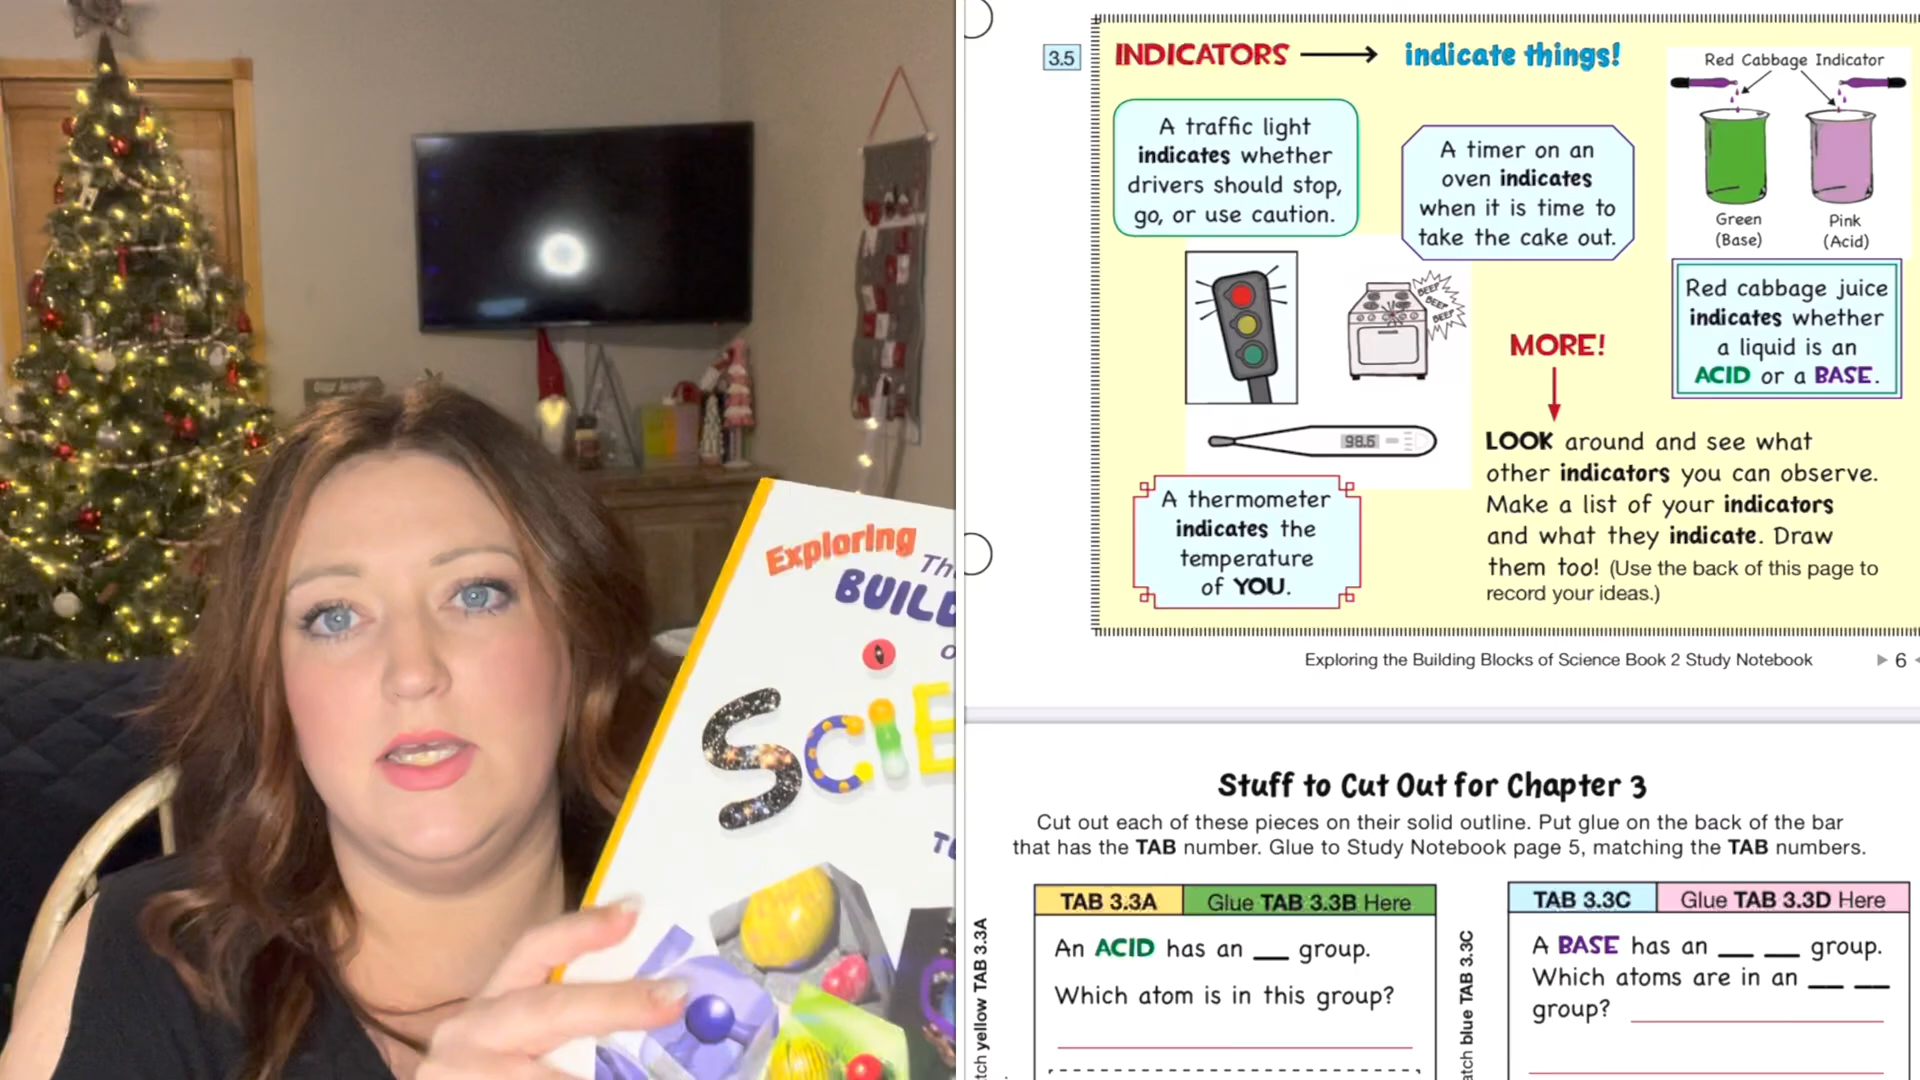 Exploring
BUILD
SCIE
3.5
INDICATORS
indicate things!
A traffic light
indicates whether
drivers should stop,
go, or use caution.
A timer on an
oven indicates
when it is time to
take the cake out.
Red Cabbage Indicator
Green
(Base)
Pink
(Acid)
Red cabbage juice
indicates whether
a liquid is an
ACID or a BASE.
BEEP
BEEP
BEEP
98.6
MORE!
A thermometer
indicates the
temperature
of YOU.
LOOK around and see what
other indicators you can observe.
Make a list of your indicators
and what they indicate. Draw
them too! (Use the back of this page to
record your ideas.)
Exploring the Building Blocks of Science Book 2 Study Notebook
6
Stuff to Cut Out for Chapter 3
Cut out each of these pieces on their solid outline. Put glue on the back of the bar
that has the TAB number. Glue to Study Notebook page 5, matching the TAB numbers.
TAB 3.3A
Glue TAB 3.3B Here
An ACID has an __ group.
Which atom is in this group?
yellow TAB 3.3A
TAB 3.3C
Glue TAB 3.3D Here
A BASE has an __ __ group.
Which atoms are in an __ __
group?
blue TAB 3.3C